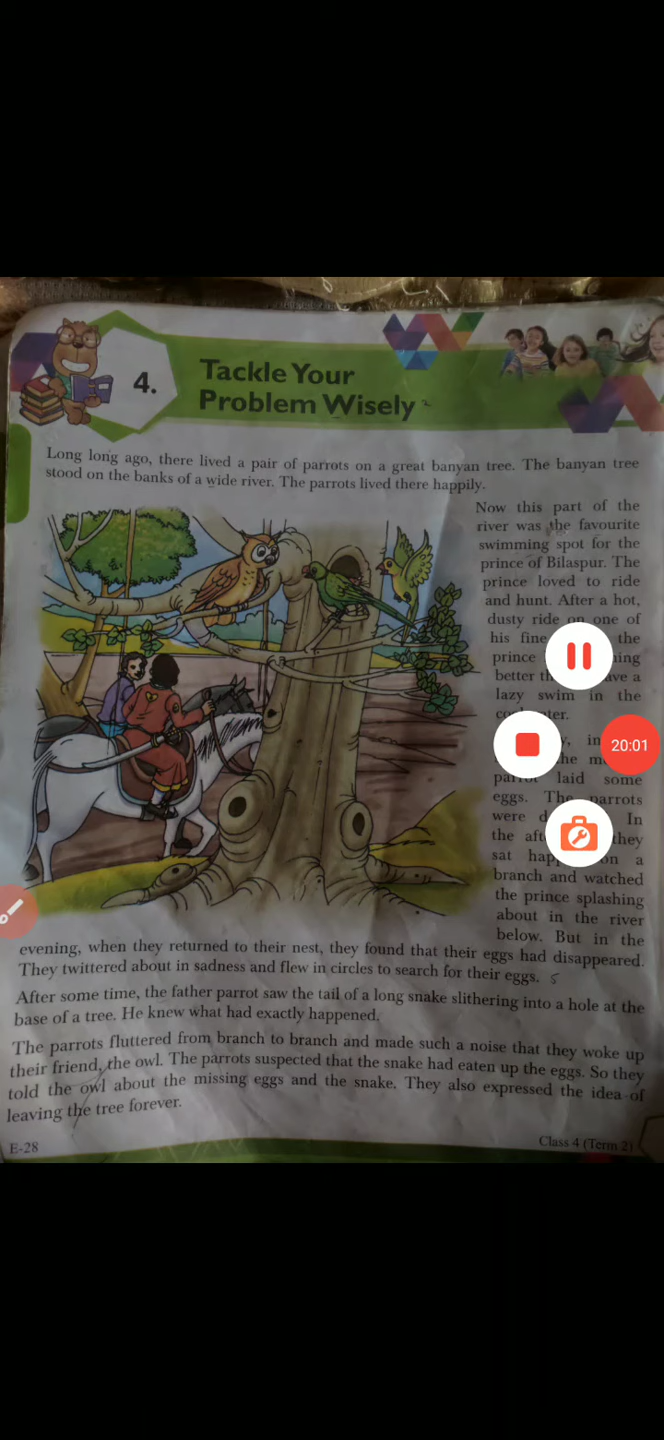 4.
Tackle Your
Problem Wisely
Long long ago, there lived a pair of parrots on a great banyan tree. The banyan tree
stood on the banks of a wide river. The parrots lived there happily.
Now this part of the
river was the favourite
swimming spot for the
prince of Bilaspur. The
prince loved to ride
and hunt. After a hot,
dusty ride on one of
his fine the
prince
better a
lazy swim in the
20:01
laid some
eggs. The parrots
were In
the they
sat a
branch and watched
the prince splashing
about in the river
below. But in the
evening, when they returned to their nest, they found that their eggs had disappeared.
They twittered about in sadness and flew in circles to search for their eggs.
After some time, the father parrot saw the tail of a long snake slithering into a hole at the
base of a tree. He knew what had exactly happened.
The parrots fluttered from branch to branch and made such a noise that they woke up
their friend, the owl. The parrots suspected that the snake had eaten up the eggs. So they
told the owl about the missing eggs and the snake. They also expressed the idea of
leaving the tree forever.
E-28
Class 4 (Term 2)